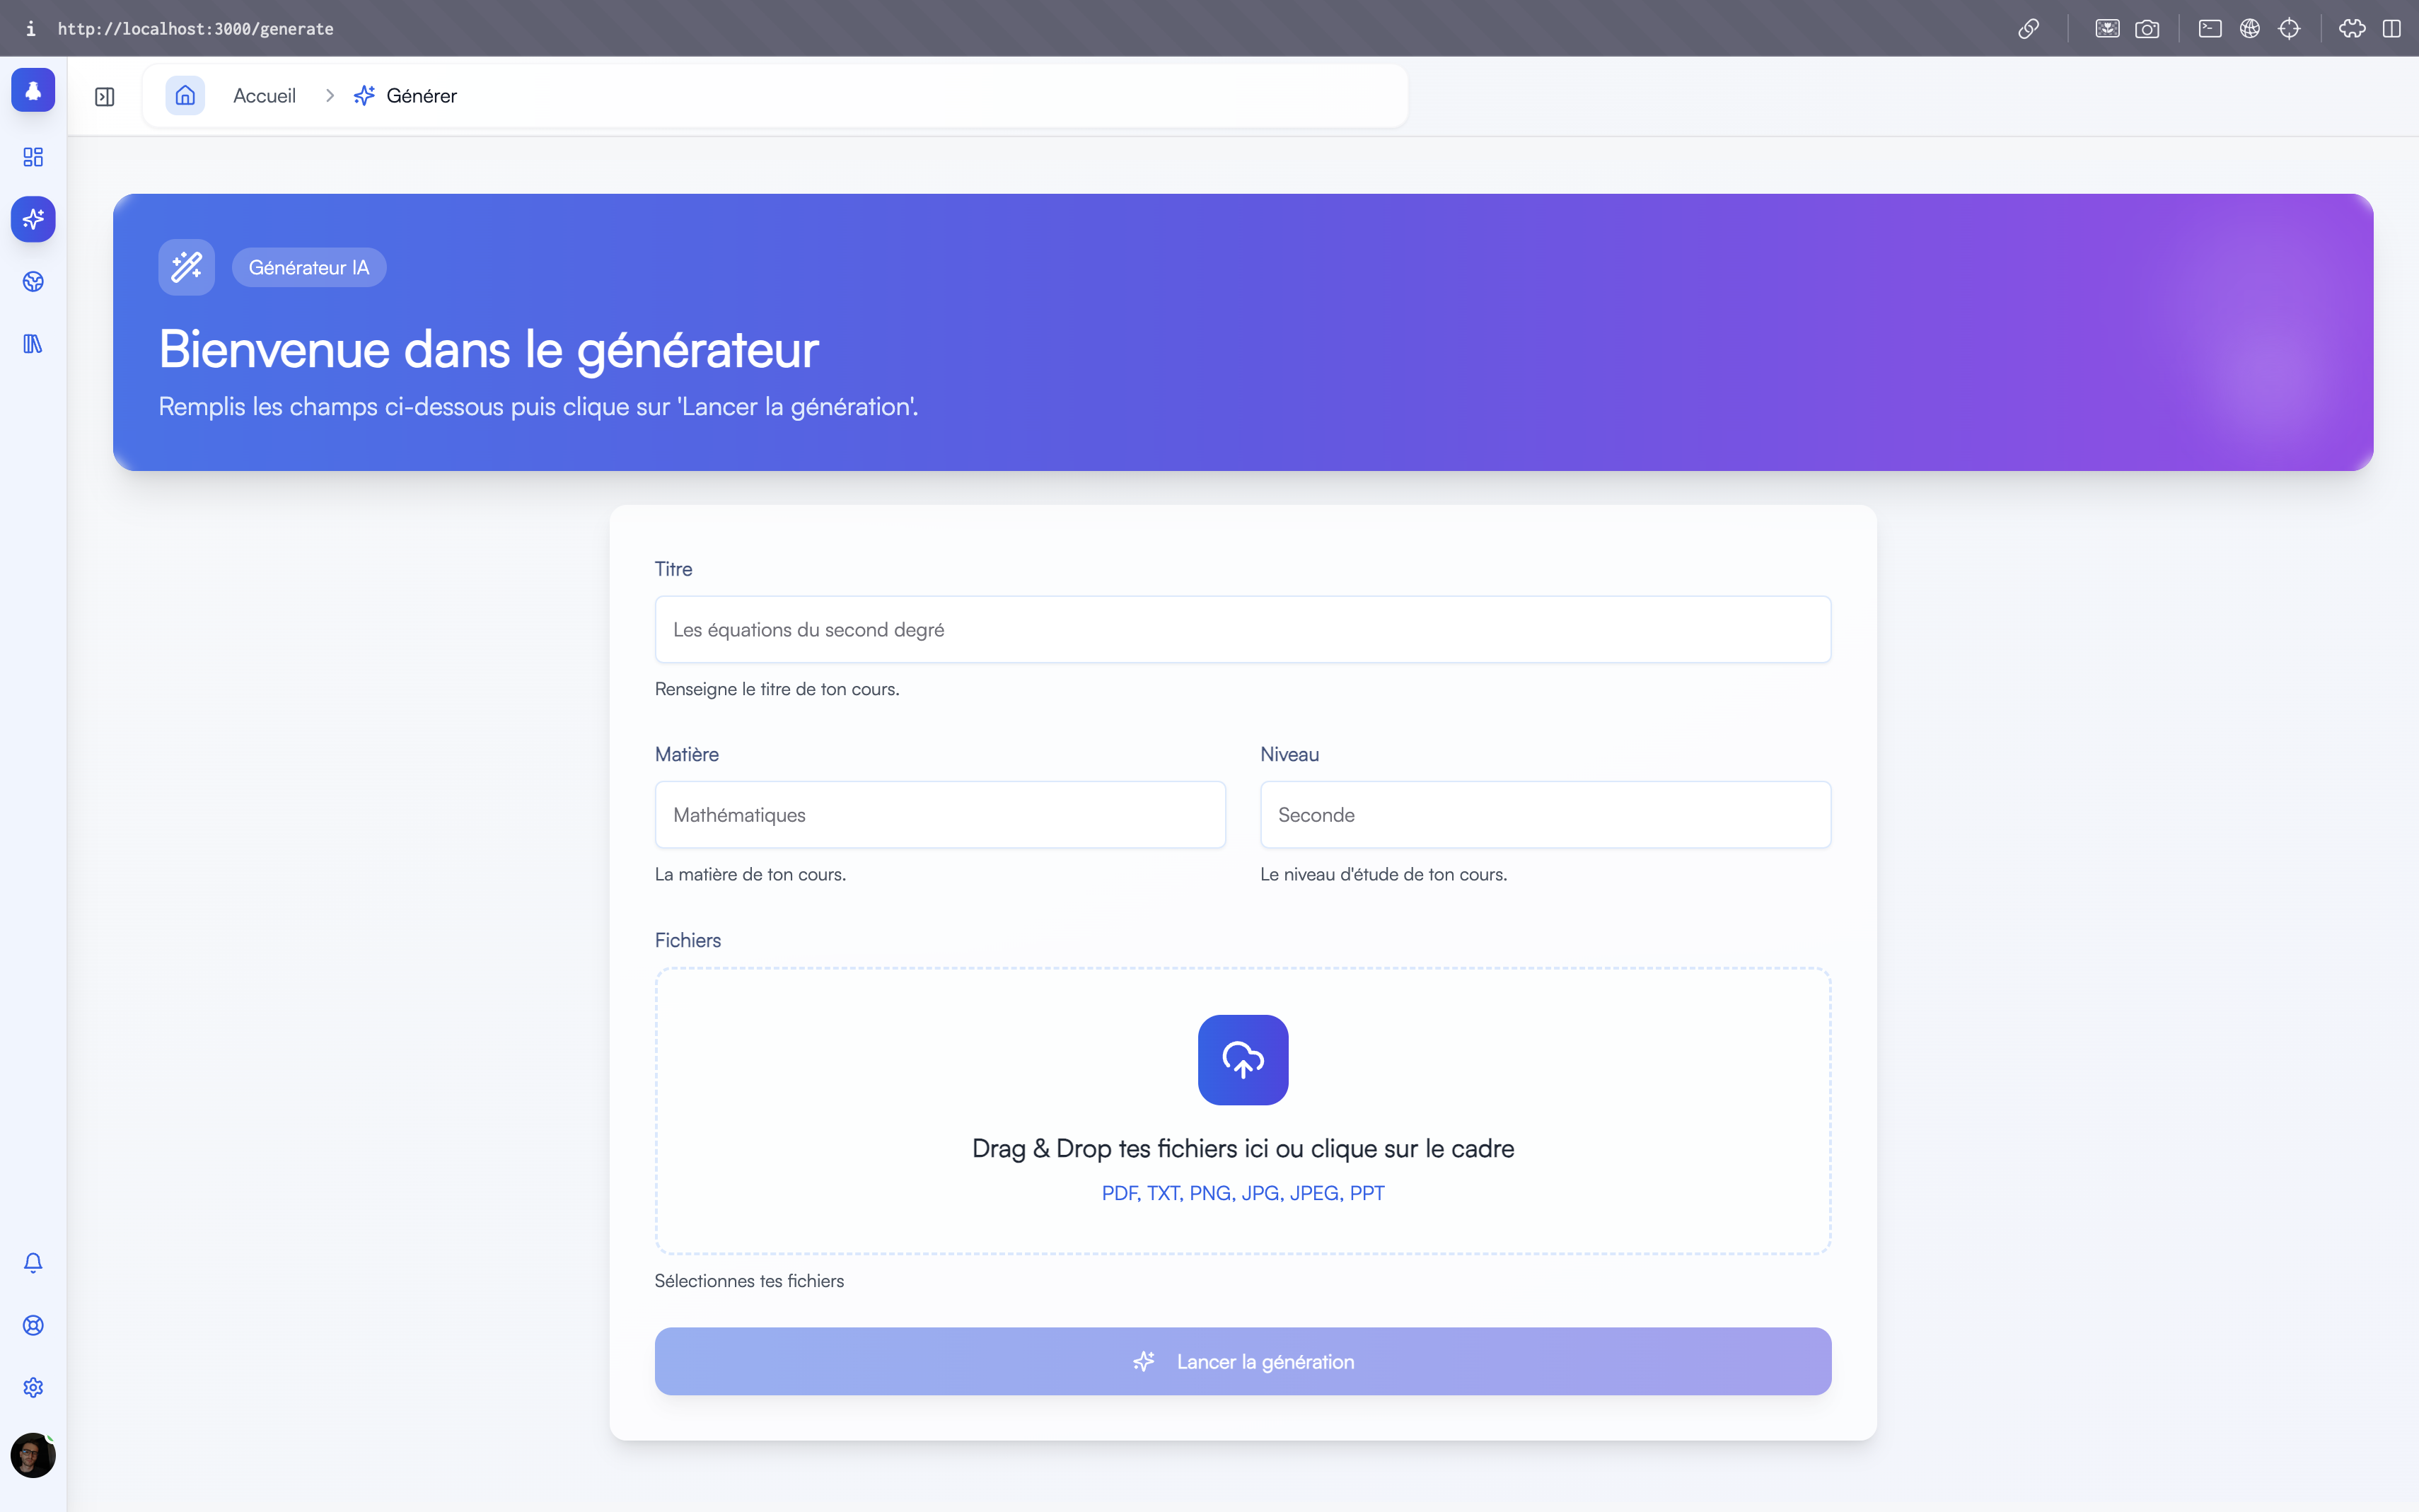 http://localhost:3000/generate
Accueil
Générer
Générateur IA
Bienvenue dans le générateur
Remplis les champs ci-dessous puis clique sur 'Lancer la génération'.
Titre
Les équations du second degré
Renseigne le titre de ton cours.
Matière
Niveau
Mathématiques
Seconde
La matière de ton cours.
Le niveau d'étude de ton cours.
Fichiers
Drag & Drop tes fichiers ici ou clique sur le cadre
PDF, TXT, PNG, JPG, JPEG, PPT
Sélectionnes tes fichiers
Lancer la génération